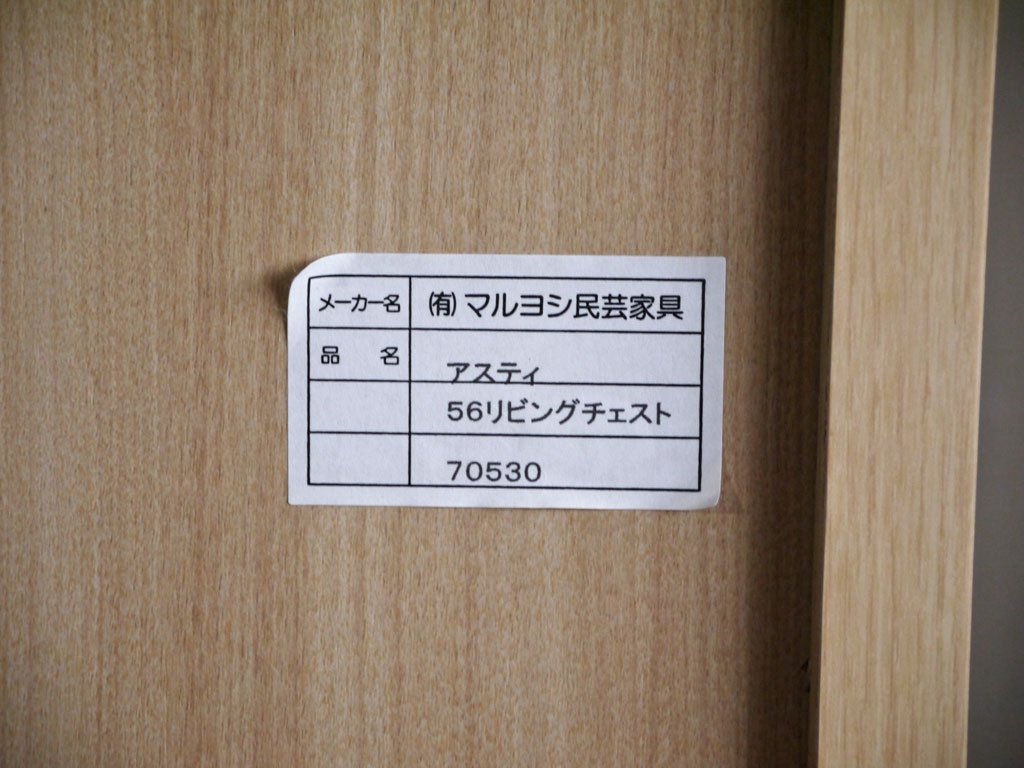 メーカー名 ㈲ マルヨシ民芸家具
品 名 アスティ
56リビングチェスト
70530